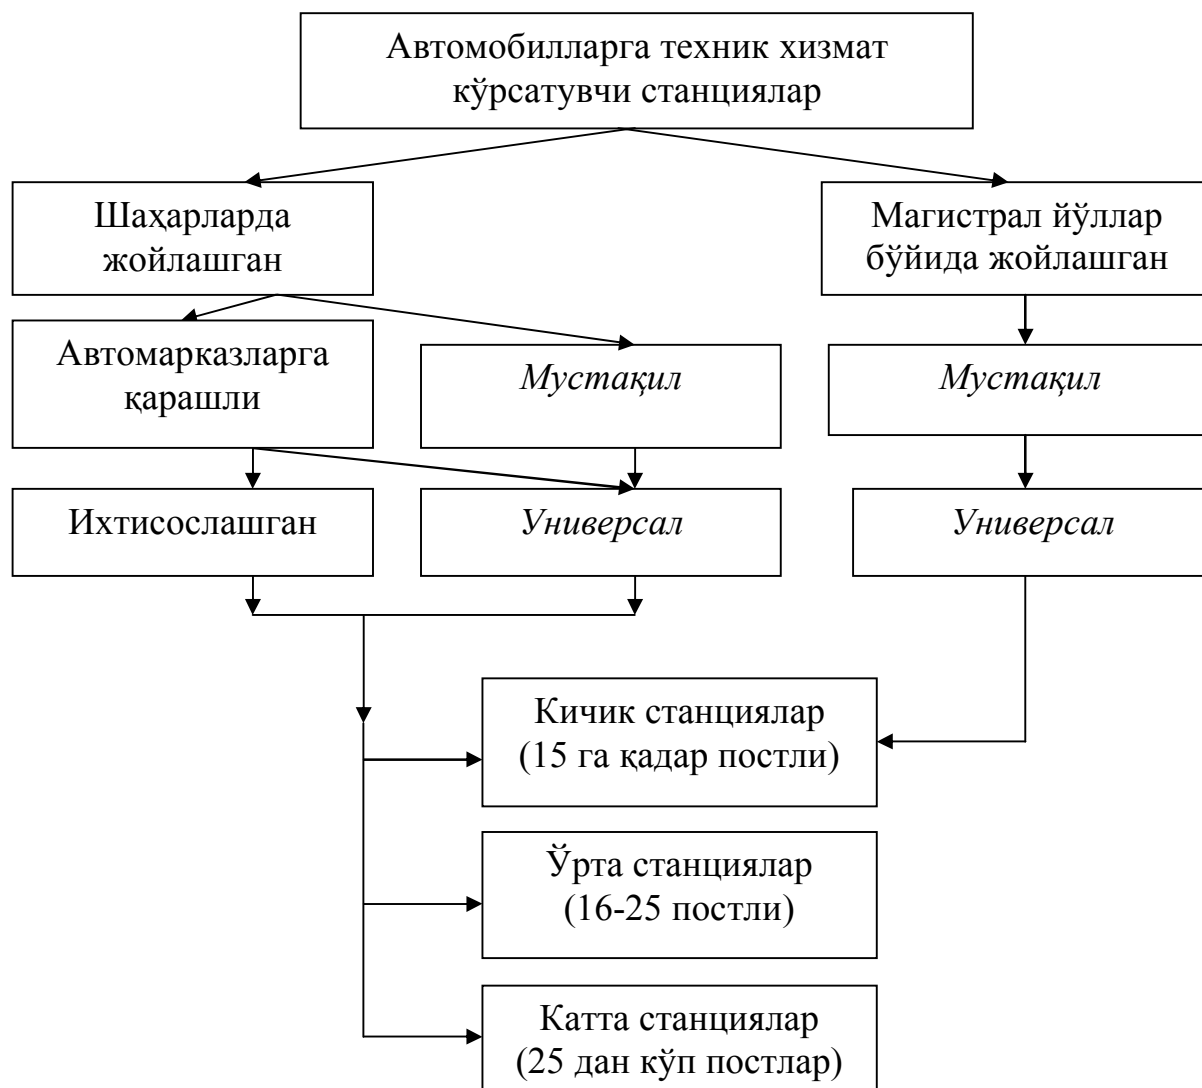 Автомобилларга техник хизмат
кўрсатувчи станциялар
Шаҳарларда
жойлашган
Магистрал йўллар
бўйида жойлашган
Автомарказларга
қарашли
Мустақил
Мустақил
Ихтисослашган
Универсал
Универсал
Кичик станциялар
(15 га қадар постли)
Ўрта станциялар
(16-25 постли)
Катта станциялар
(25 дан кўп постлар)